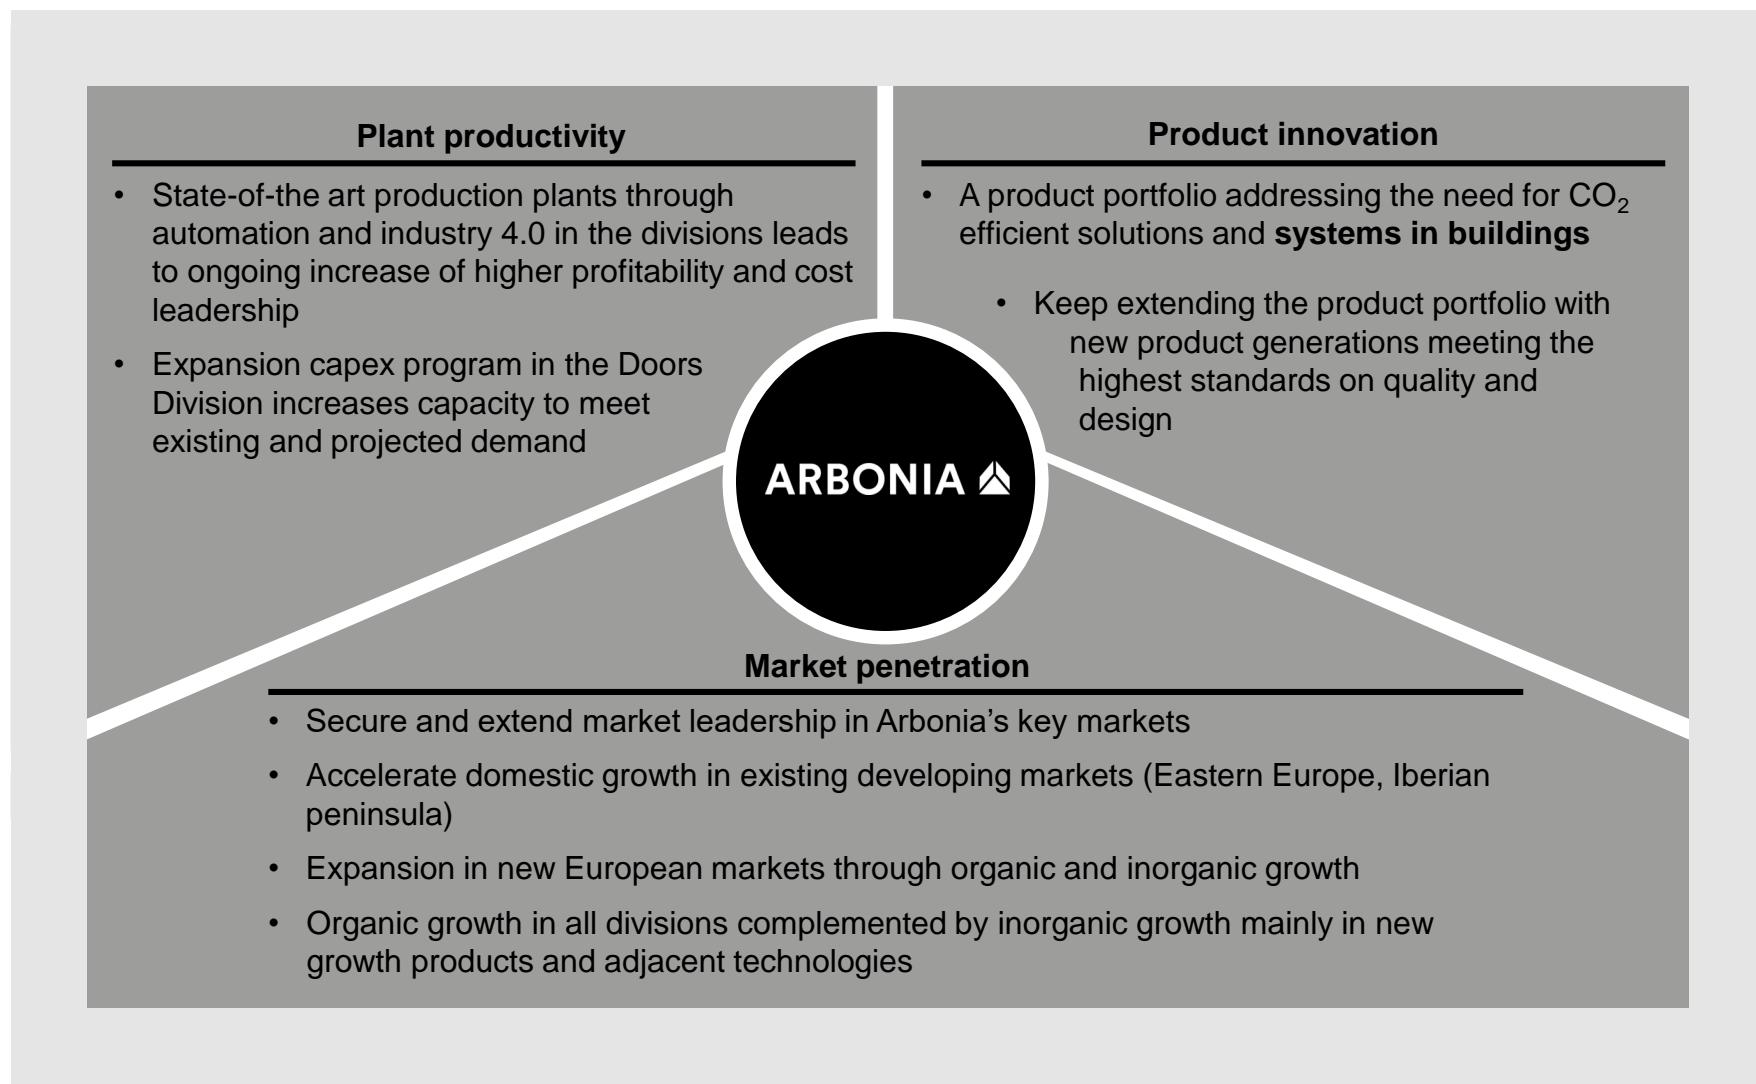 Plant productivity
• State-of-the art production plants through
automation and industry 4.0 in the divisions leads
to ongoing increase of higher profitability and cost
leadership
• Expansion capex program in the Doors
Division increases capacity to meet
existing and projected demand
Product innovation
• A product portfolio addressing the need for CO₂
efficient solutions and systems in buildings
• Keep extending the product portfolio with
new product generations meeting the
highest standards on quality and
design
ARBONIA
Market penetration
• Secure and extend market leadership in Arbonia’s key markets
• Accelerate domestic growth in existing developing markets (Eastern Europe, Iberian
peninsula)
• Expansion in new European markets through organic and inorganic growth
• Organic growth in all divisions complemented by inorganic growth mainly in new
growth products and adjacent technologies